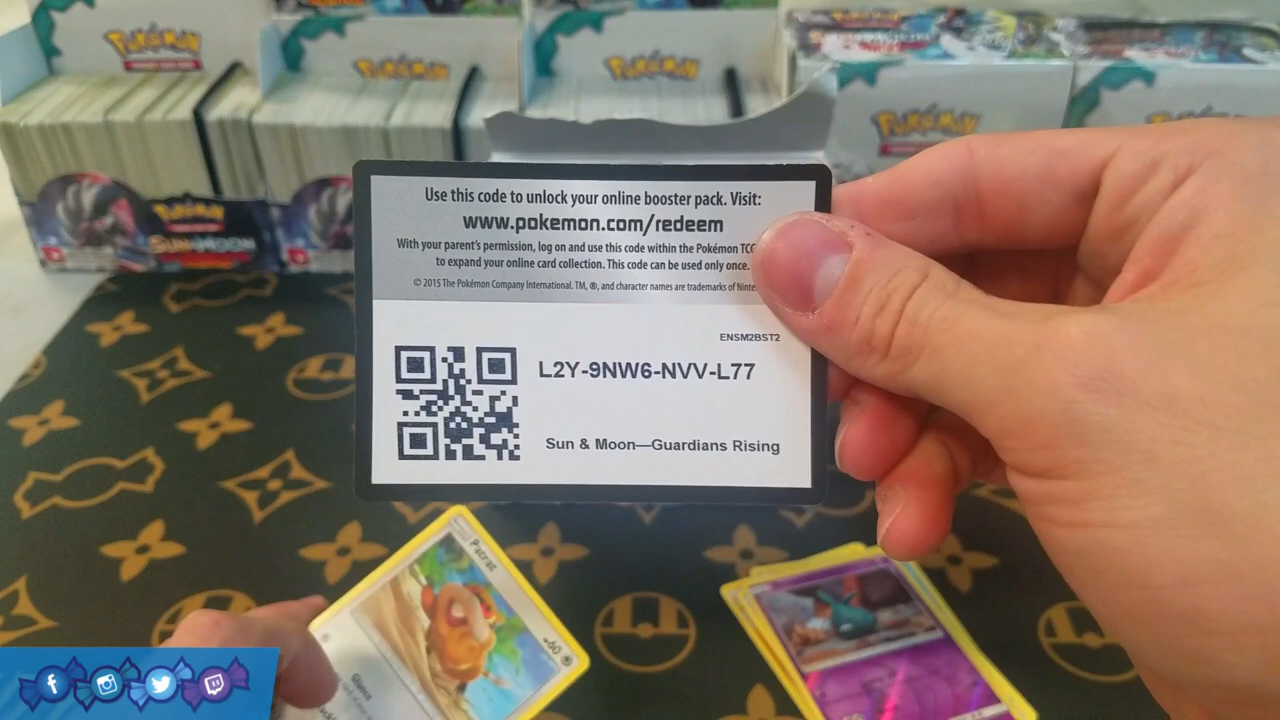 Pokémon
Pokémon
Pokémon
Pokémon
Pokémon
SUN & MOON
Use this code to unlock your online booster pack. Visit:
www.pokemon.com/redeem
With your parent's permission, log on and use this code within the Pokémon TCG
to expand your online card collection. This code can be used only once.
© 2015 The Pokémon Company International. TM, ®, and character names are trademarks of
ENSM2BST2
L2Y-9NW6-NVV-L77
Sun & Moon—Guardians Rising
Patrat
60
Glance